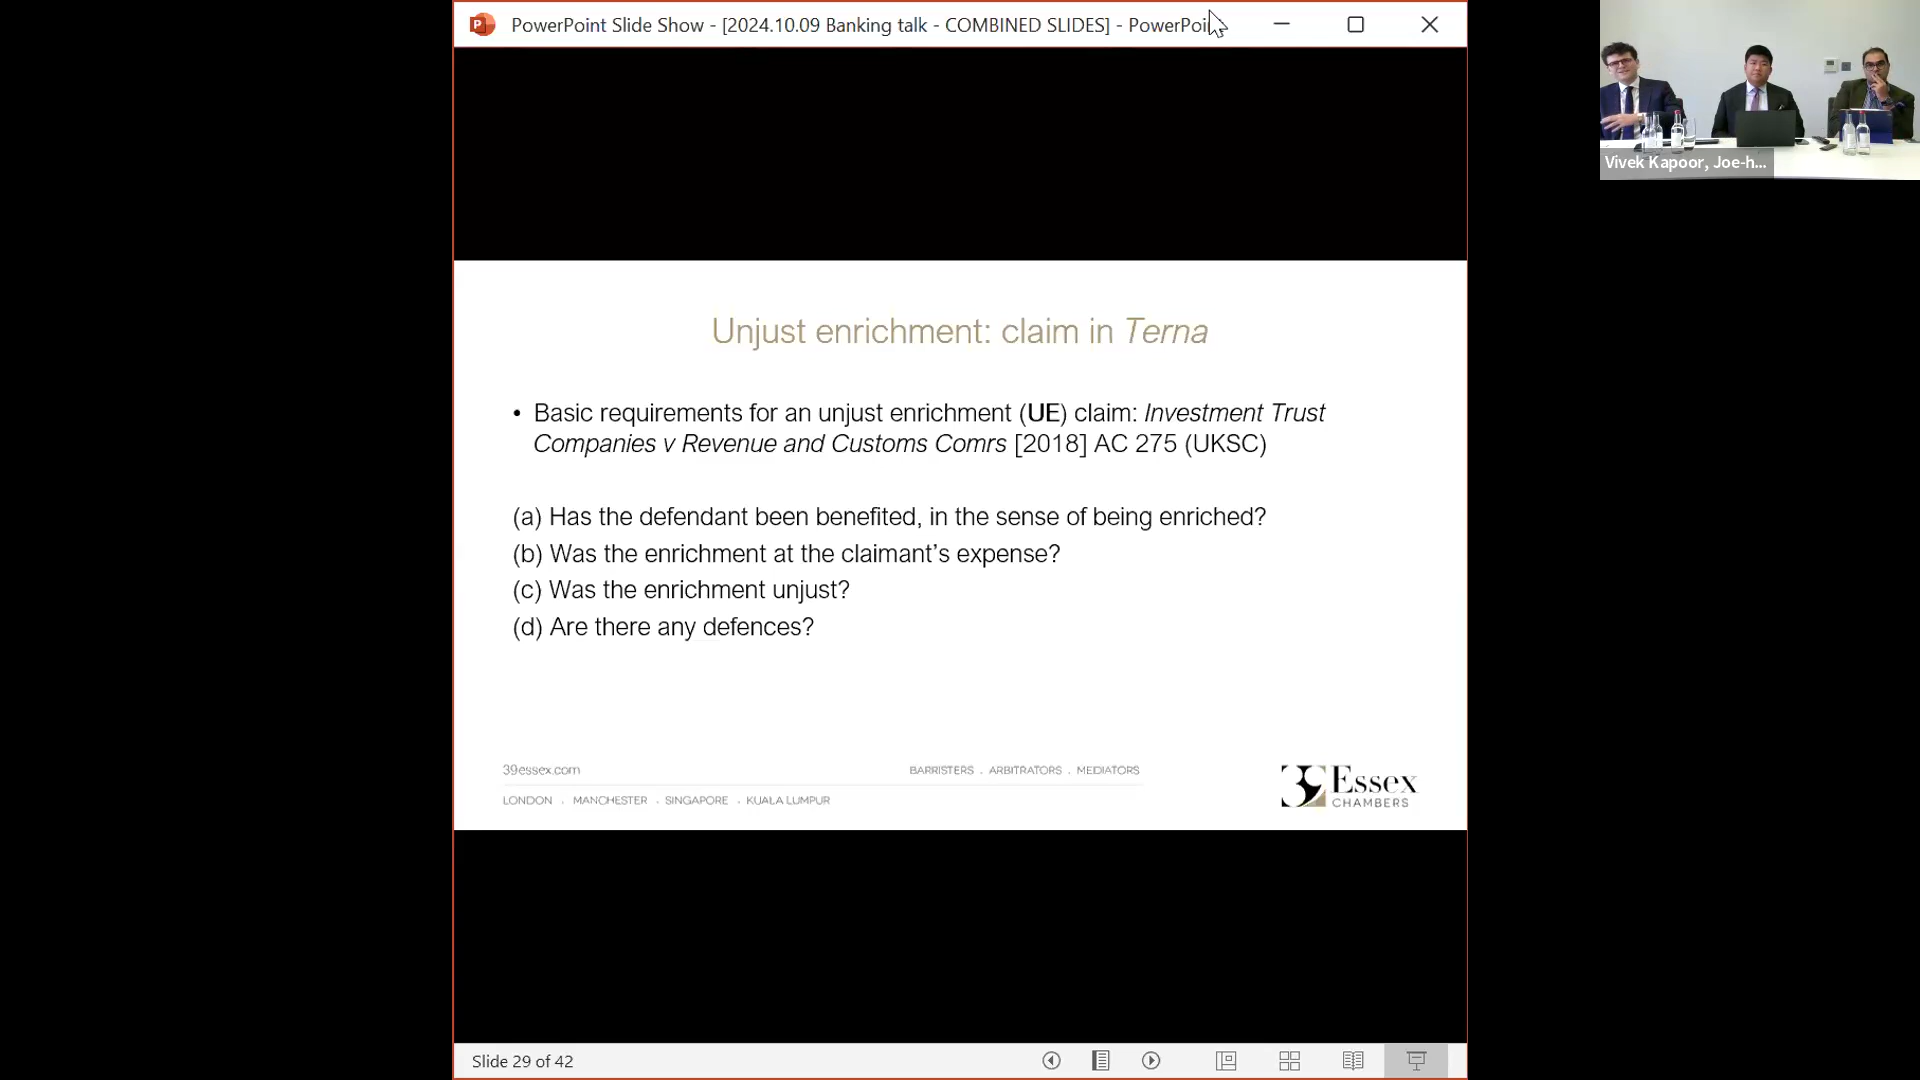 PowerPoint Slide Show - [2024.10.09 Banking talk - COMBINED SLIDES] - PowerPoi
Vivek Kapoor, Joe-h...
Unjust enrichment: claim in Terna
• Basic requirements for an unjust enrichment (UE) claim: Investment Trust
Companies v Revenue and Customs Comrs [2018] AC 275 (UKSC)
(a) Has the defendant been benefited, in the sense of being enriched?
(b) Was the enrichment at the claimant’s expense?
(c) Was the enrichment unjust?
(d) Are there any defences?
39essex.com
BARRISTERS . ARBITRATORS . MEDIATORS
LONDON . MANCHESTER . SINGAPORE . KUALA LUMPUR
39 Essex
CHAMBERS
Slide 29 of 42